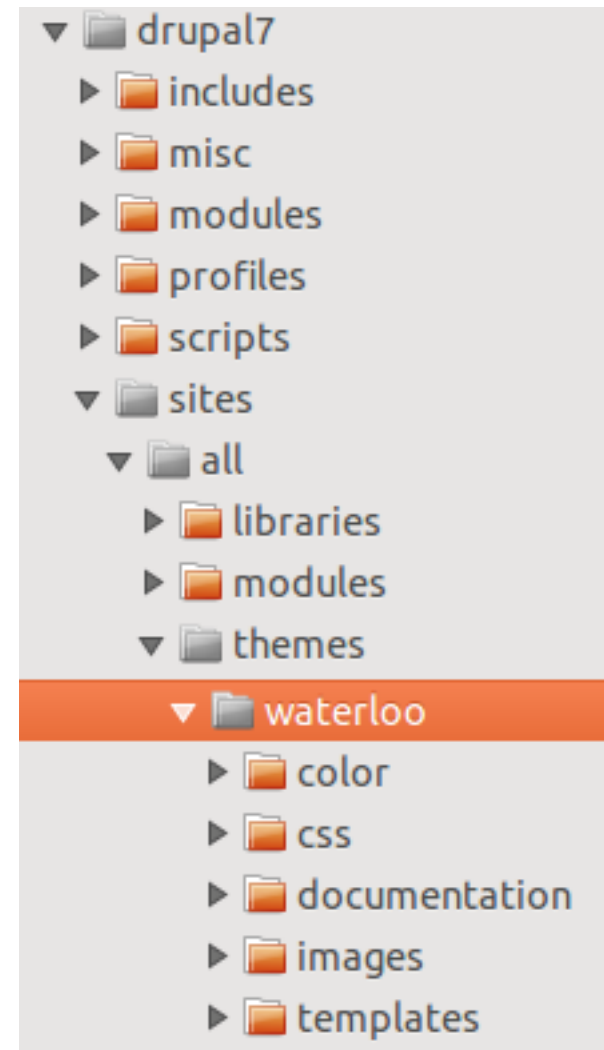 drupal7
includes
misc
modules
profiles
scripts
sites
all
libraries
modules
themes
waterloo
color
css
documentation
images
templates